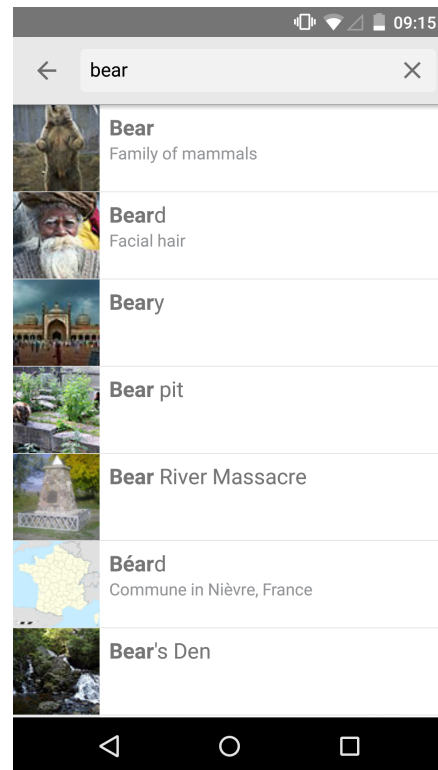 09:15
bear
Bear
Family of mammals
Beard
Facial hair
Beary
Bear pit
Bear River Massacre
Béard
Commune in Nièvre, France
Bear's Den